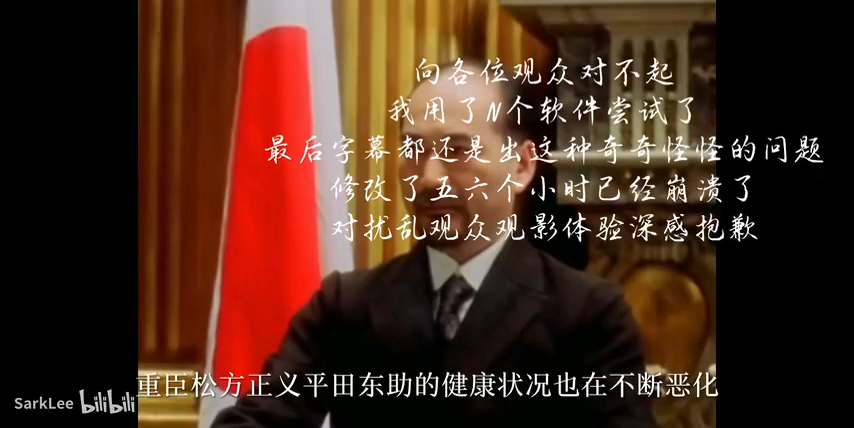 向各位观众对不起
我用了N个软件尝试了
最后字幕都还是出这种奇奇怪怪的问题
修改了五六个小时已经崩溃了
对扰乱观众观影体验深感抱歉
重臣松方正义平田东助的健康状况也在不断恶化
SarkLee bilibili